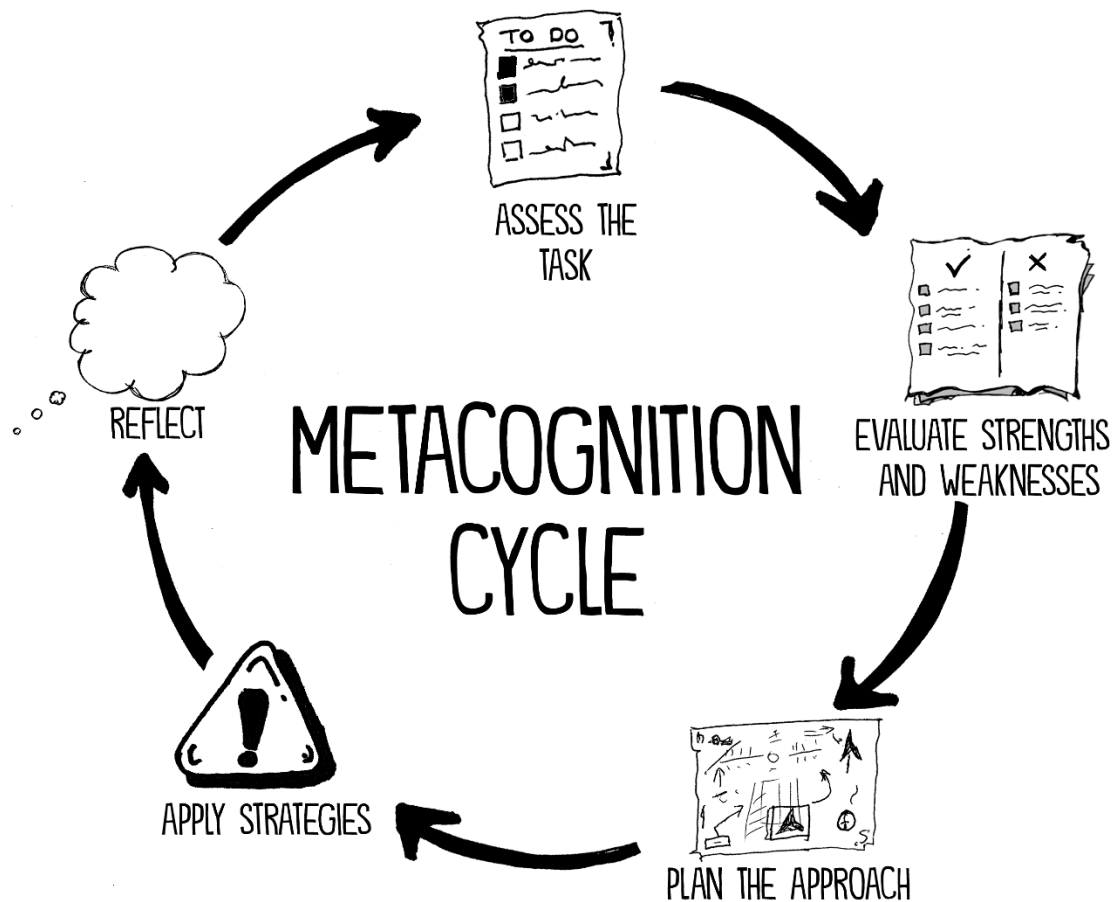 TO DO
ASSESS THE
TASK
EVALUATE STRENGTHS
AND WEAKNESSES
PLAN THE APPROACH
APPLY STRATEGIES
REFLECT
METACOGNITION
CYCLE